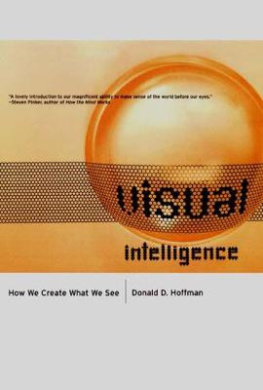 "A lovely introduction to our magnificent ability to make sense of the world before our eyes."
–Steven Pinker, author of How the Mind Works
visual
intelligence
How We Create What We See
Donald D. Hoffman